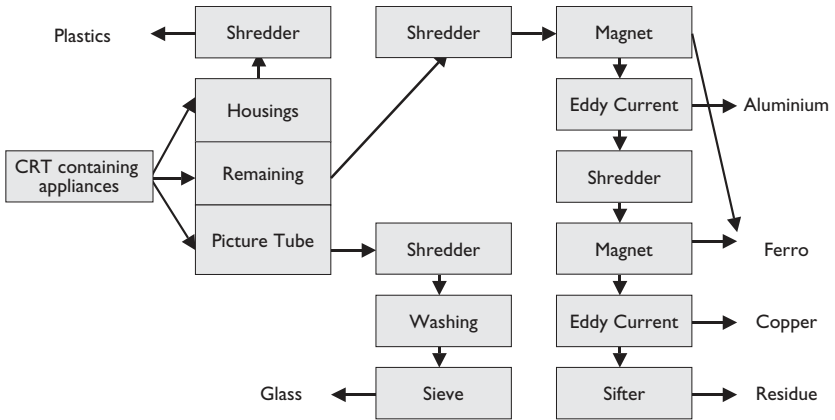 Plastics
Shredder
Shredder
Magnet
Housings
Eddy Current
Aluminium
CRT containing
appliances
Remaining
Shredder
Picture Tube
Shredder
Magnet
Ferro
Washing
Eddy Current
Copper
Glass
Sieve
Sifter
Residue